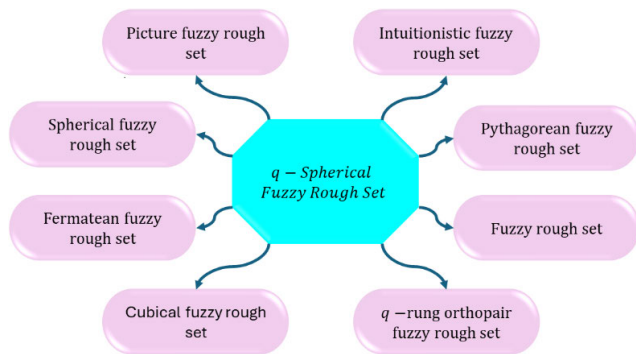 Picture fuzzy rough
set
Intuitionistic fuzzy
rough set
Spherical fuzzy
rough set
Pythagorean fuzzy
rough set
q − Spherical
Fuzzy Rough Set
Fermatean fuzzy
rough set
Fuzzy rough set
Cubical fuzzy rough
set
q −rung orthopair
fuzzy rough set